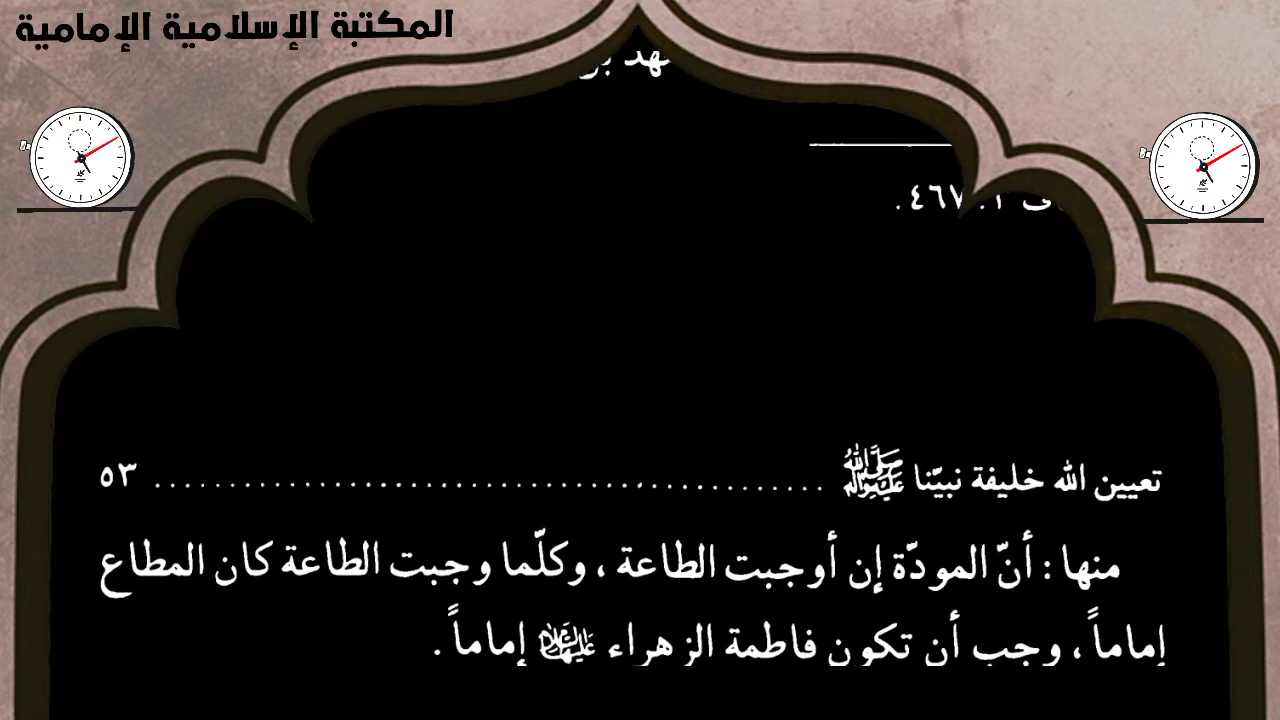 المكتبة الإسلامية الإمامية
٤٦٧ .
تعيين الله خليفة نبيّنا ﷺ ........................................ ٥٣
منها : أنّ المودّة إن أوجبت الطاعة ، وكلّما وجبت الطاعة كان المطاع
إماماً ، وجب أن تكون فاطمة الزهراء عليها السلام إماماً .